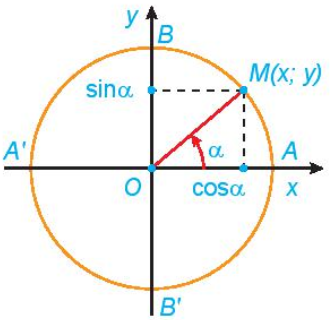 y
B
M(x; y)
sinα
α
A'
A
O
cosα
x
B'